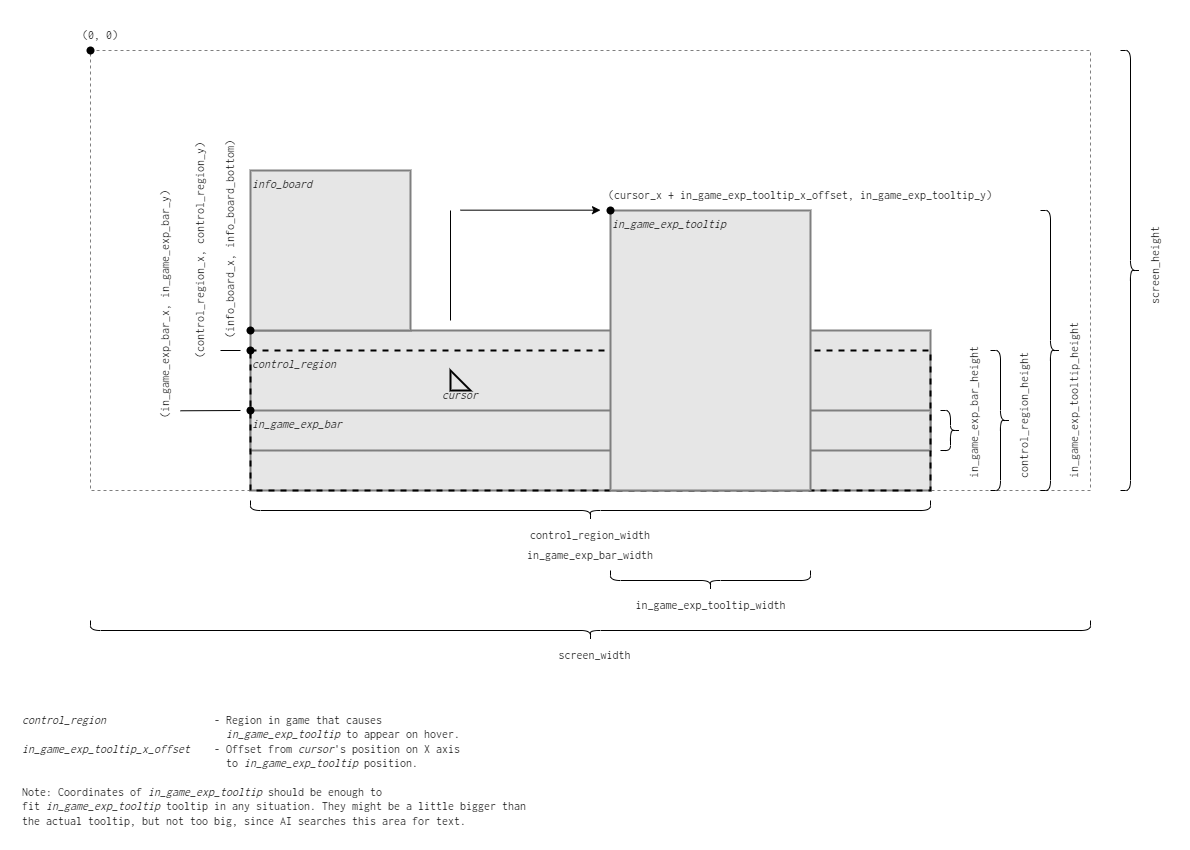 (0, 0)
(in_game_exp_bar_x, in_game_exp_bar_y)
(control_region_x, control_region_y)
(info_board_x, info_board_bottom)
info_board
(cursor_x + in_game_exp_tooltip_x_offset, in_game_exp_tooltip_y)
in_game_exp_tooltip
control_region
cursor
in_game_exp_bar
in_game_exp_bar_height
control_region_height
in_game_exp_tooltip_height
screen_height
control_region_width
in_game_exp_bar_width
in_game_exp_tooltip_width
screen_width
control_region - Region in game that causes
in_game_exp_tooltip to appear on hover.
in_game_exp_tooltip_x_offset - Offset from cursor's position on X axis
to in_game_exp_tooltip position.
Note: Coordinates of in_game_exp_tooltip should be enough to
fit in_game_exp_tooltip tooltip in any situation. They might be a little bigger than
the actual tooltip, but not too big, since AI searches this area for text.